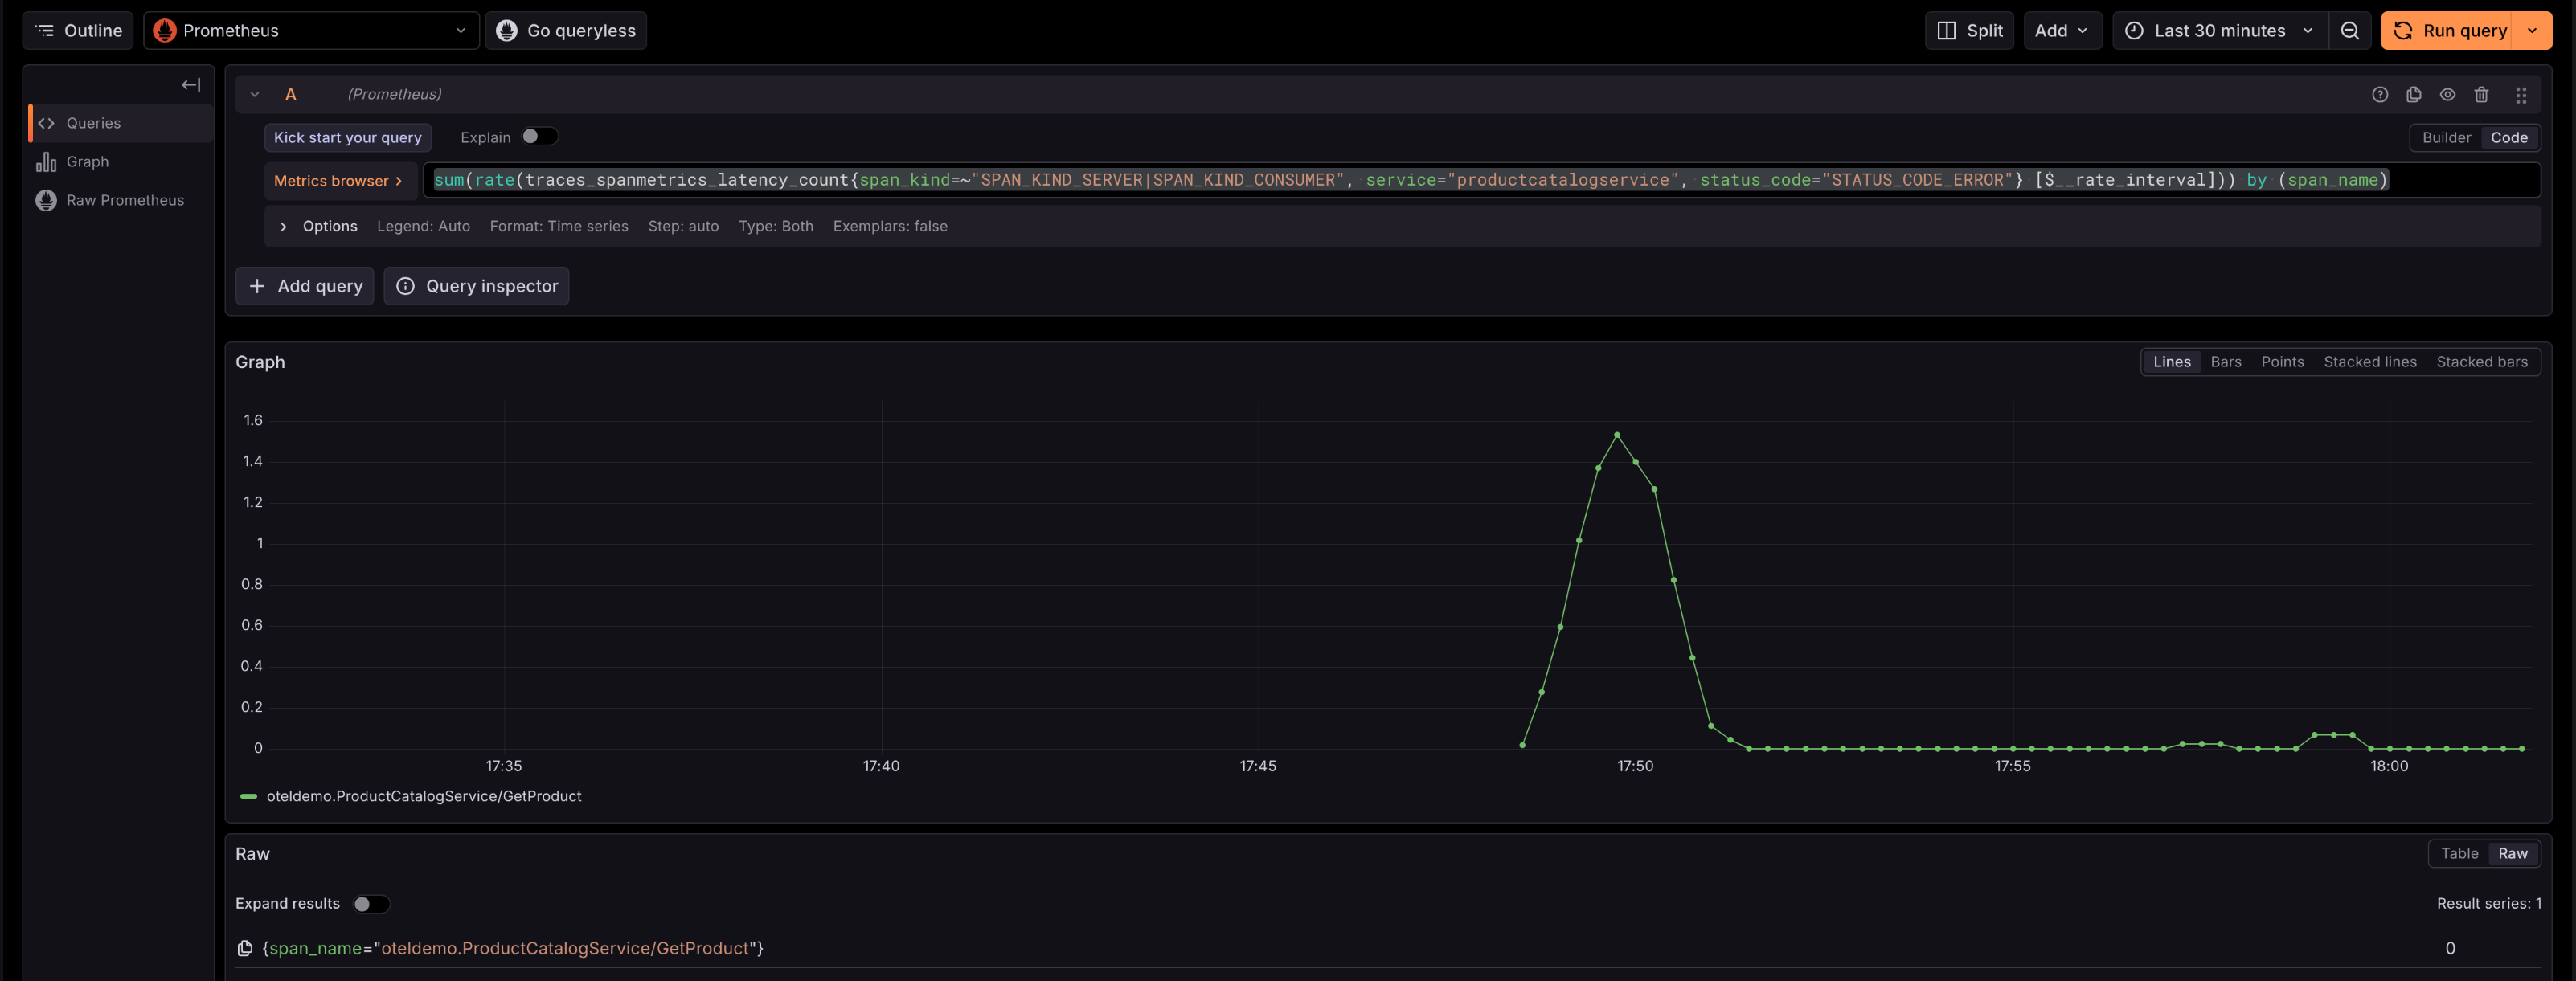 Outline Prometheus Go queryless Split Add Last 30 minutes Run query
Queries
Graph
Raw Prometheus
A (Prometheus)
Kick start your query Explain Builder Code
Metrics browser > sum(rate(traces_spanmetrics_latency_count{span_kind=~"SPAN_KIND_SERVER|SPAN_KIND_CONSUMER", service="productcatalogservice", status_code="STATUS_CODE_ERROR"} [$__rate_interval])) by (span_name)
Options Legend: Auto Format: Time series Step: auto Type: Both Exemplars: false
+ Add query Query inspector
Graph Lines Bars Points Stacked lines Stacked bars
1.6
1.4
1.2
1
0.8
0.6
0.4
0.2
0
17:35 17:40 17:45 17:50 17:55 18:00
oteldemo.ProductCatalogService/GetProduct
Raw Table Raw
Expand results Result series: 1
{span_name="oteldemo.ProductCatalogService/GetProduct"} 0